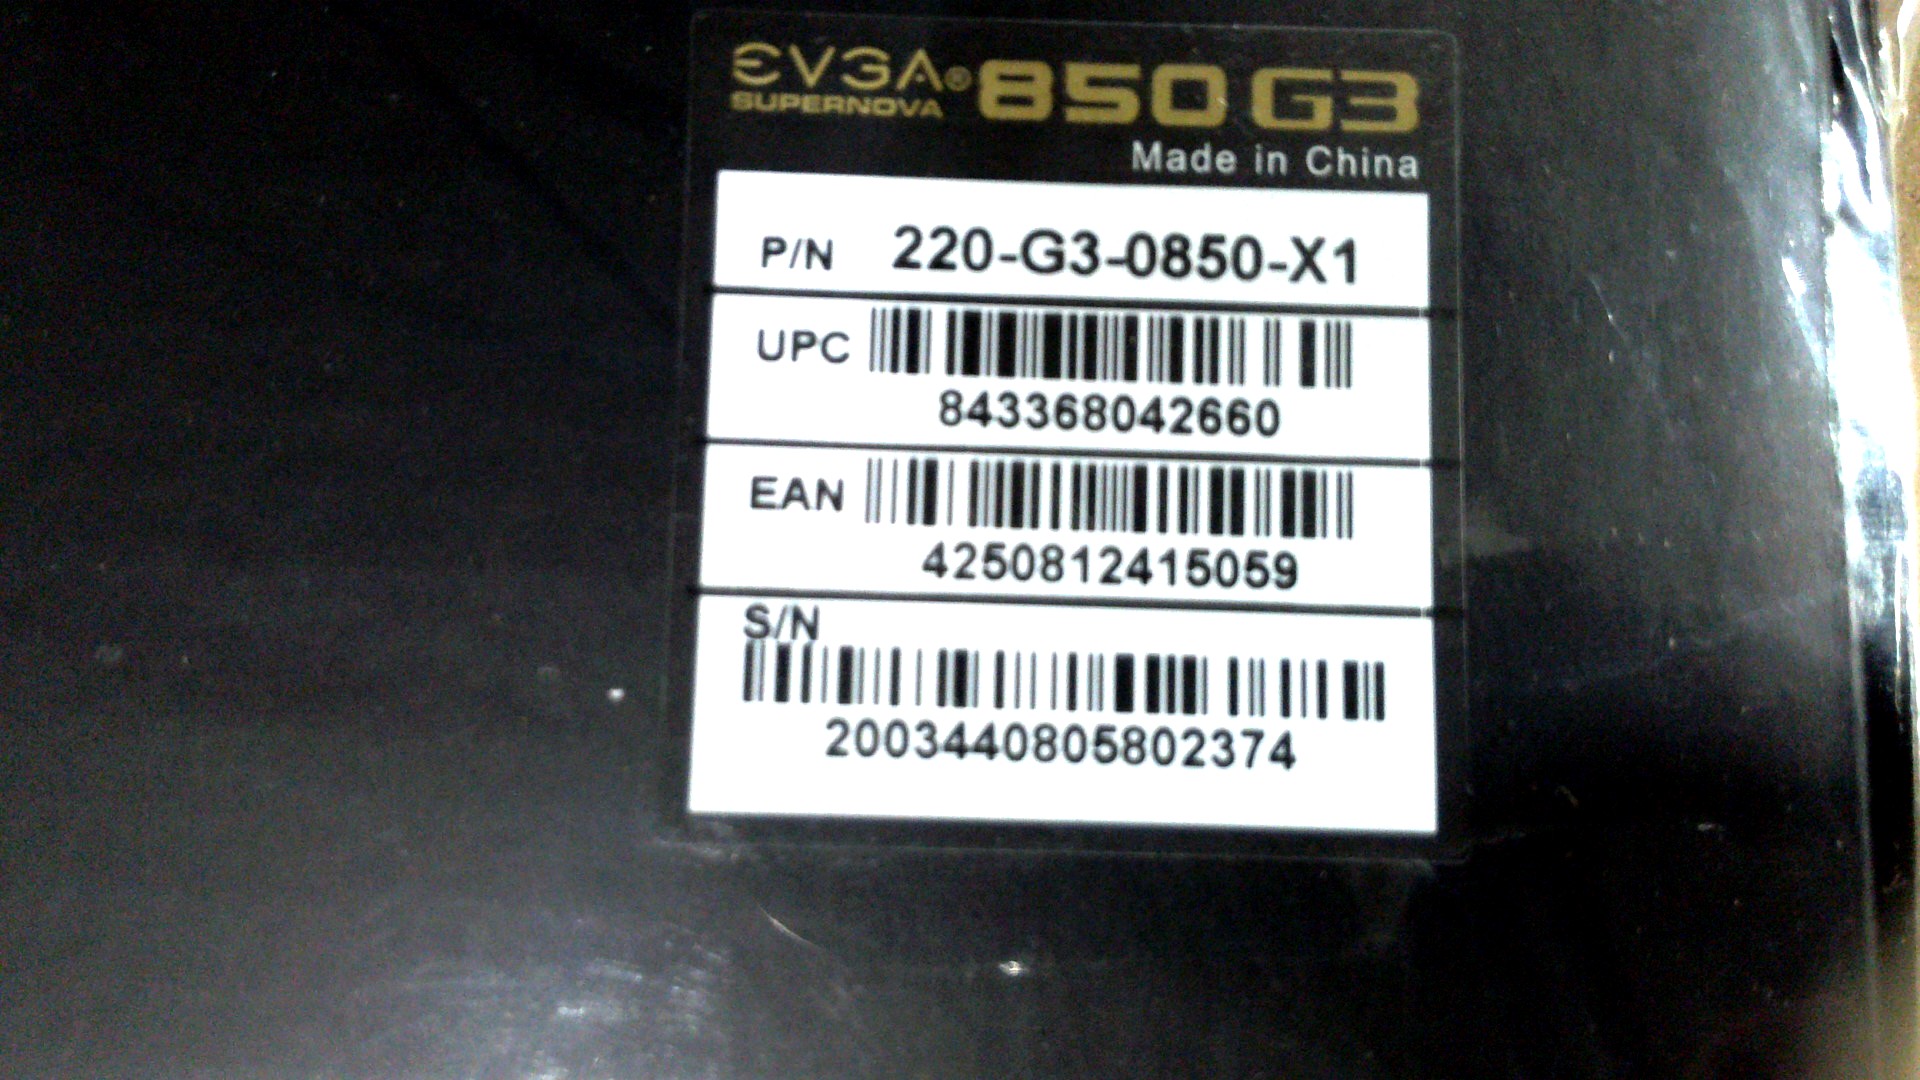 EVGA® 850 G3
SUPERNOVA
Made in China
P/N 220-G3-0850-X1
UPC
843368042660
EAN
4250812415059
S/N
2003440805802374